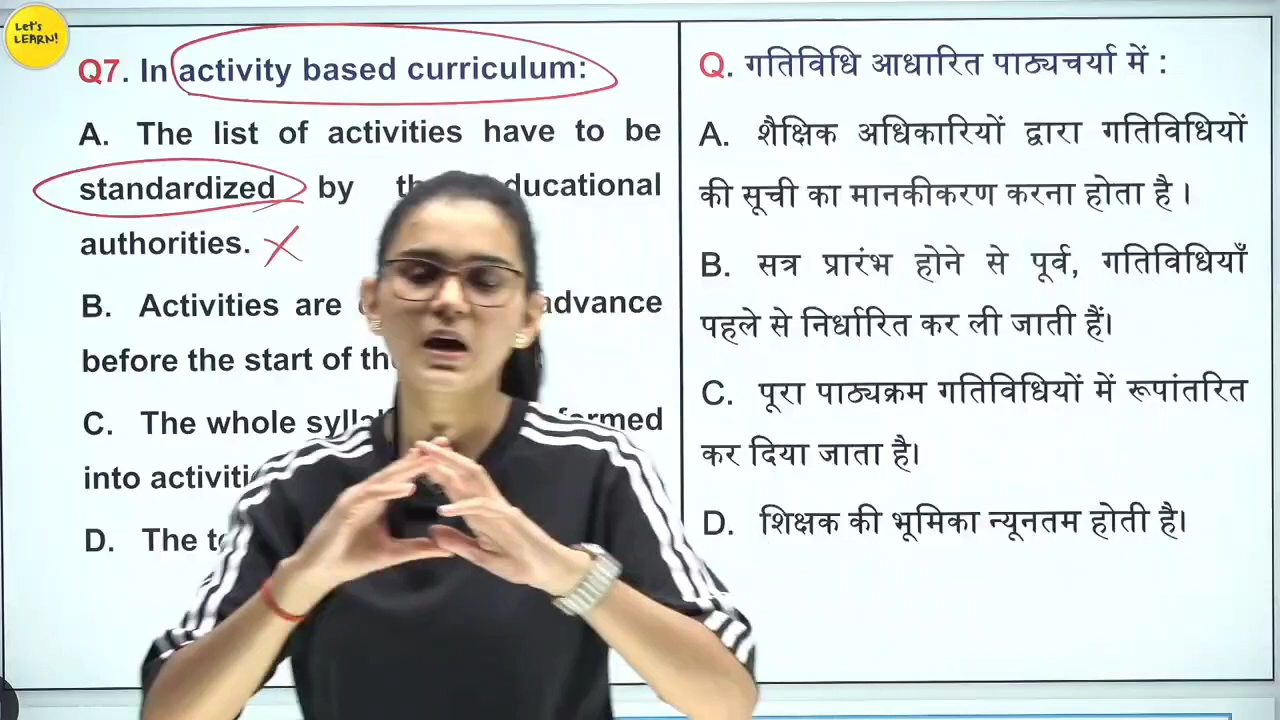 Let's
LEARN!
Q7. In activity based curriculum:
A. The list of activities have to be
standardized by
authorities.
B. Activities are advance
before the start of
C. The whole
into
D. The
Q. गतिविधि आधारित पाठ्यचर्या में :
A. शैक्षिक अधिकारियों द्वारा गतिविधियों
की सूची का मानकीकरण करना होता है ।
B. सत्र प्रारंभ होने से पूर्व, गतिविधियाँ
पहले से निर्धारित कर ली जाती हैं।
C. पूरा पाठ्यक्रम गतिविधियों में रूपांतरित
कर दिया जाता है।
D. शिक्षक की भूमिका न्यूनतम होती है।